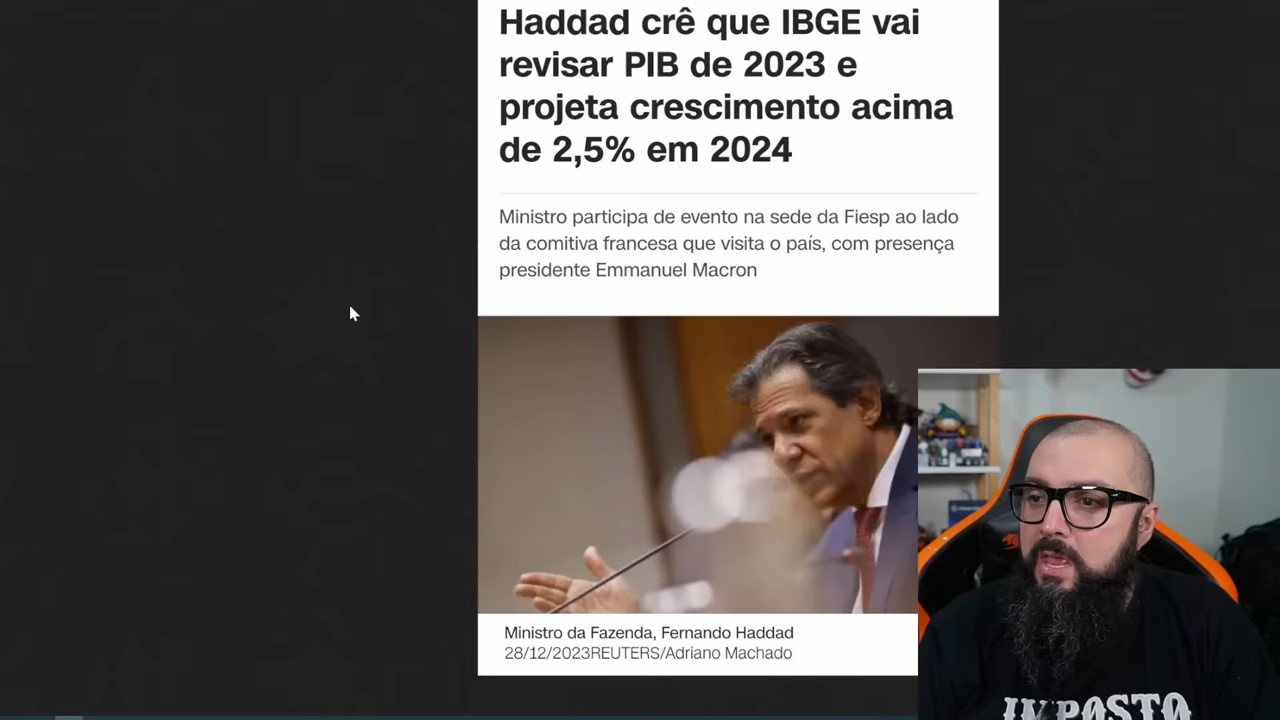 Haddad crê que IBGE vai
revisar PIB de 2023 e
projeta crescimento acima
de 2,5% em 2024
Ministro participa de evento na sede da Fiesp ao lado
da comitiva francesa que visita o país, com presença
presidente Emmanuel Macron
Ministro da Fazenda, Fernando Haddad
28/12/2023REUTERS/Adriano Machado
IMPOSTO